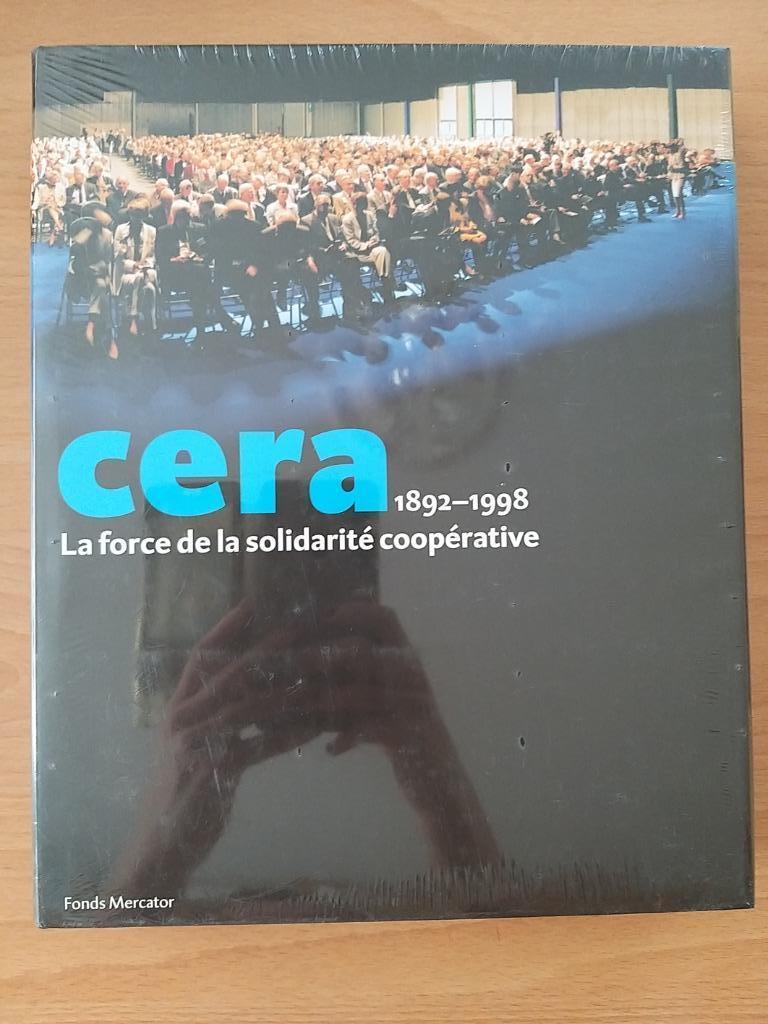 cera 1892–1998
La force de la solidarité coopérative
Fonds Mercator